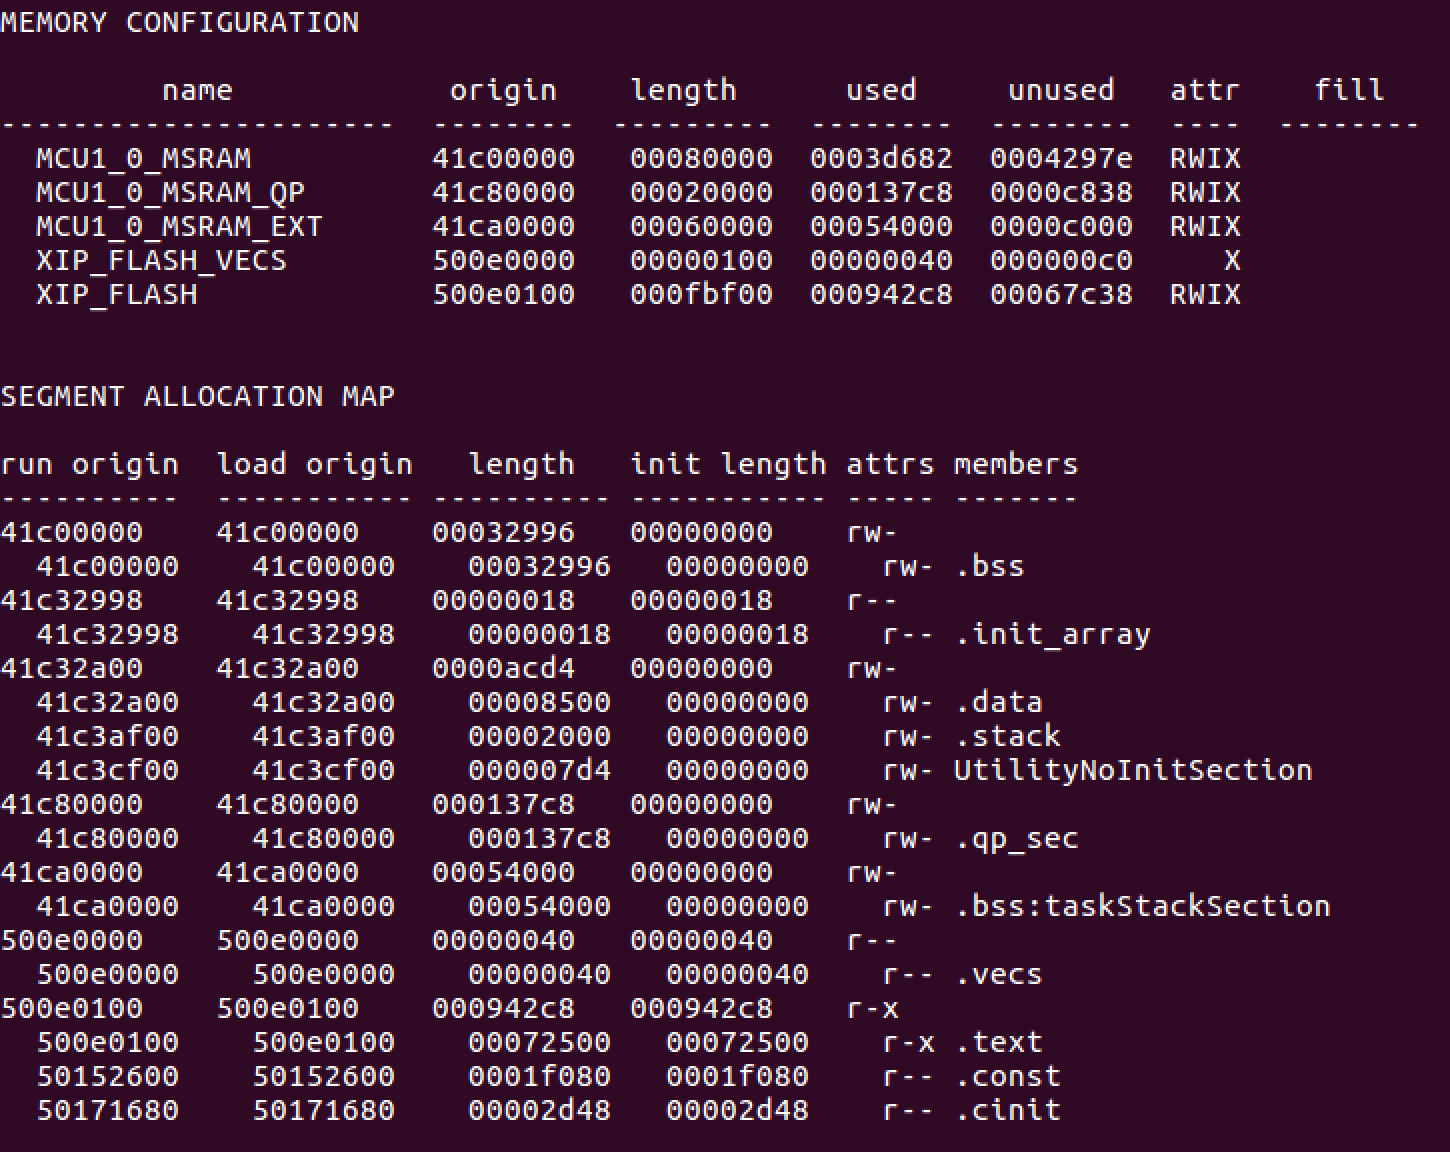 MEMORY CONFIGURATION
         name            origin    length      used     unused   attr    fill
----------------------  --------  ---------  --------  --------  ----  --------
  MCU1_0_MSRAM          41c00000   00080000  0003d682  0004297e  RWIX
  MCU1_0_MSRAM_QP       41c80000   00020000  000137c8  0000c838  RWIX
  MCU1_0_MSRAM_EXT      41ca0000   00060000  00054000  0000c000  RWIX
  XIP_FLASH_VECS        500e0000   00000100  00000040  000000c0     X
  XIP_FLASH             500e0100   000fbf00  000942c8  00067c38  RWIX
SEGMENT ALLOCATION MAP
run origin  load origin   length   init length attrs members
----------  ----------- ---------- ----------- ----- -------
41c00000    41c00000    00032996   00000000    rw-
  41c00000    41c00000    00032996   00000000    rw- .bss
41c32998    41c32998    00000018   00000018    r--
  41c32998    41c32998    00000018   00000018    r-- .init_array
41c32a00    41c32a00    0000acd4   00000000    rw-
  41c32a00    41c32a00    00008500   00000000    rw- .data
  41c3af00    41c3af00    00002000   00000000    rw- .stack
  41c3cf00    41c3cf00    000007d4   00000000    rw- UtilityNoInitSection
41c80000    41c80000    000137c8   00000000    rw-
  41c80000    41c80000    000137c8   00000000    rw- .qp_sec
41ca0000    41ca0000    00054000   00000000    rw-
  41ca0000    41ca0000    00054000   00000000    rw- .bss:taskStackSection
500e0000    500e0000    00000040   00000040    r--
  500e0000    500e0000    00000040   00000040    r-- .vecs
500e0100    500e0100    000942c8   000942c8    r-x
  500e0100    500e0100    00072500   00072500    r-x .text
  50152600    50152600    0001f080   0001f080    r-- .const
  50171680    50171680    00002d48   00002d48    r-- .cinit